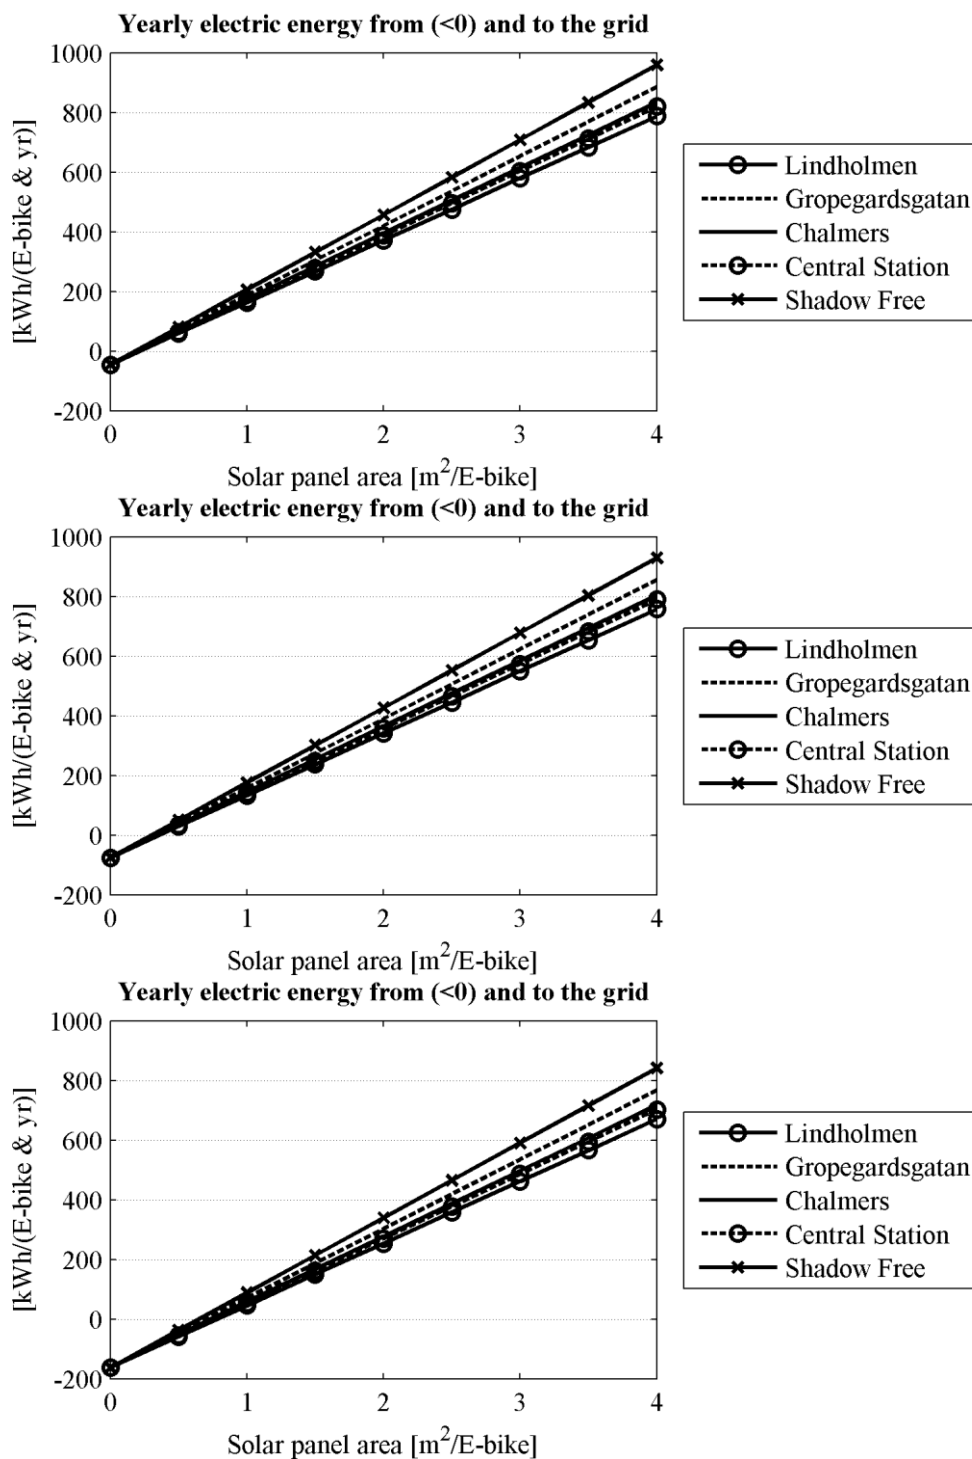 Yearly electric energy from (<0) and to the grid
[kWh/(E-bike & yr)]
1000
800
600
400
200
0
-200
0 1 2 3 4
Solar panel area [m²/E-bike]
Lindholmen
Gropegardsgatan
Chalmers
Central Station
Shadow Free
Yearly electric energy from (<0) and to the grid
[kWh/(E-bike & yr)]
1000
800
600
400
200
0
-200
0 1 2 3 4
Solar panel area [m²/E-bike]
Lindholmen
Gropegardsgatan
Chalmers
Central Station
Shadow Free
Yearly electric energy from (<0) and to the grid
[kWh/(E-bike & yr)]
1000
800
600
400
200
0
-200
0 1 2 3 4
Solar panel area [m²/E-bike]
Lindholmen
Gropegardsgatan
Chalmers
Central Station
Shadow Free